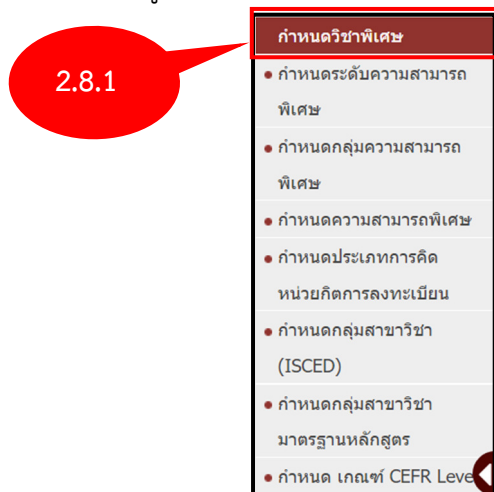 2.8.1
กำหนดวิชาพิเศษ
กำหนดระดับความสามารถ
พิเศษ
กำหนดกลุ่มความสามารถ
พิเศษ
กำหนดความสามารถพิเศษ
กำหนดประเภทการคิด
หน่วยกิตการลงทะเบียน
กำหนดกลุ่มสาขาวิชา
(ISCED)
กำหนดกลุ่มสาขาวิชา
มาตรฐานหลักสูตร
กำหนด เกณฑ์ CEFR Leve